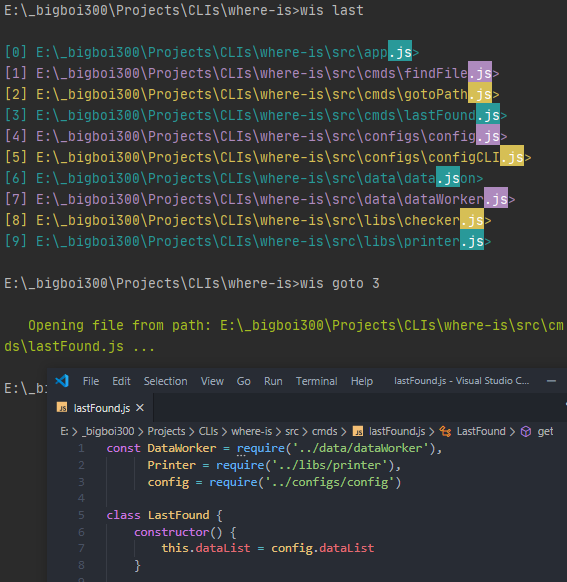 E:\_bigboi300\Projects\CLIs\where-is>wis last
[0] E:\_bigboi300\Projects\CLIs\where-is\src\app.js>
[1] E:\_bigboi300\Projects\CLIs\where-is\src\cmds\findFile.js>
[2] E:\_bigboi300\Projects\CLIs\where-is\src\cmds\gotoPath.js>
[3] E:\_bigboi300\Projects\CLIs\where-is\src\cmds\lastFound.js>
[4] E:\_bigboi300\Projects\CLIs\where-is\src\configs\config.js>
[5] E:\_bigboi300\Projects\CLIs\where-is\src\configs\configCLI.js>
[6] E:\_bigboi300\Projects\CLIs\where-is\src\data\data.json>
[7] E:\_bigboi300\Projects\CLIs\where-is\src\data\dataWorker.js>
[8] E:\_bigboi300\Projects\CLIs\where-is\src\libs\checker.js>
[9] E:\_bigboi300\Projects\CLIs\where-is\src\libs\printer.js>
E:\_bigboi300\Projects\CLIs\where-is>wis goto 3
Opening file from path: E:\_bigboi300\Projects\CLIs\where-is\src\cm
ds\lastFound.js ...
E:\_b
File Edit Selection View Go Run Terminal Help lastFound.js - Visual Studio C...
JS lastFound.js ×
E: > _bigboi300 > Projects > CLIs > where-is > src > cmds > JS lastFound.js > LastFound > get
1 const DataWorker = require('../data/dataWorker'),
2 Printer = require('../libs/printer'),
3 config = require('../configs/config')
4
5 class LastFound {
6 constructor() {
7 this.dataList = config.dataList
8 }